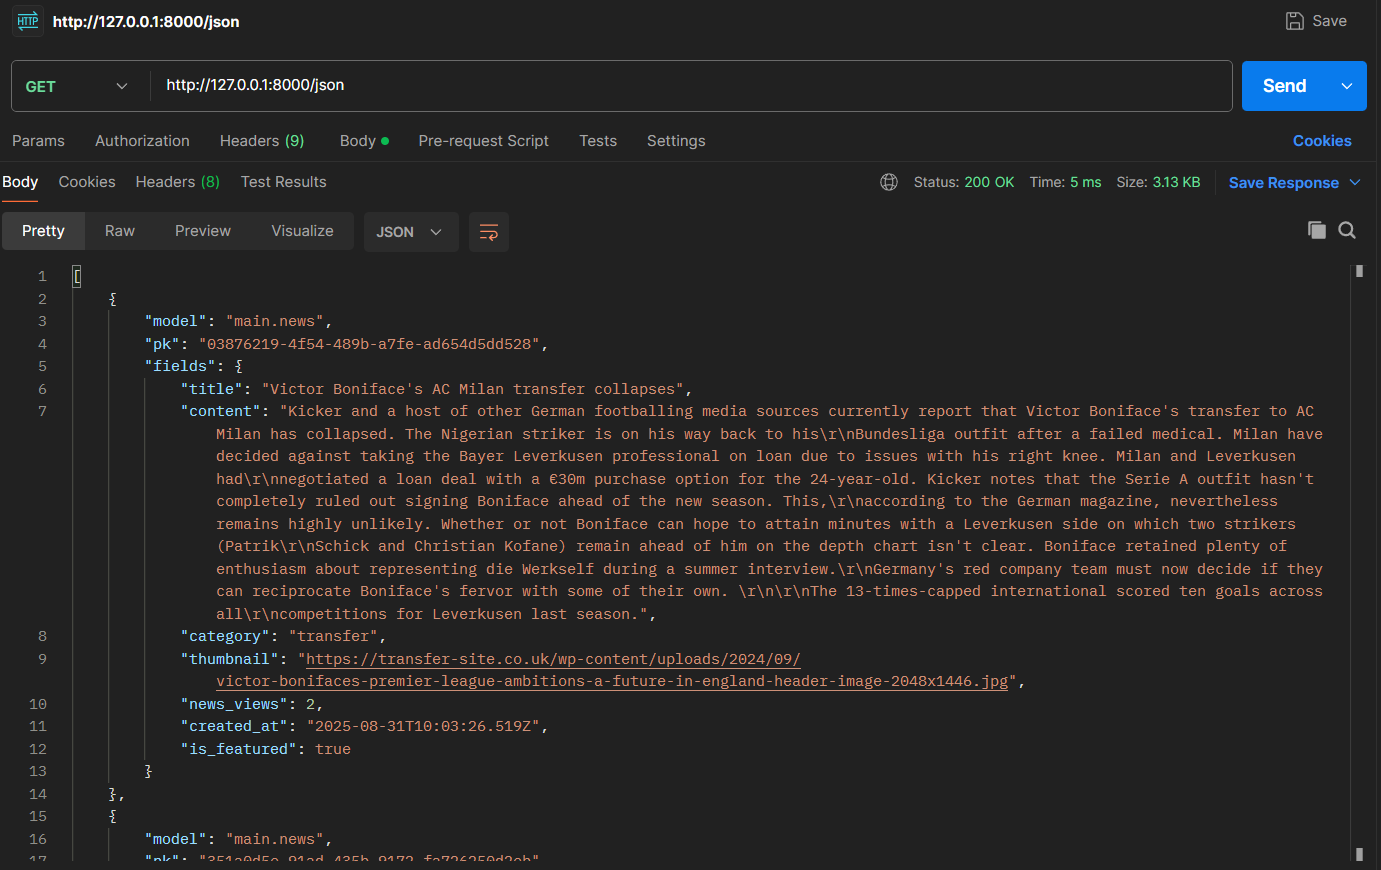 HTTP http://127.0.0.1:8000/json Save
GET http://127.0.0.1:8000/json Send
Params Authorization Headers (9) Body Pre-request Script Tests Settings Cookies
Body Cookies Headers (8) Test Results Status: 200 OK Time: 5 ms Size: 3.13 KB Save Response
Pretty Raw Preview Visualize JSON
1 [
2 {
3 "model": "main.news",
4 "pk": "03876219-4f54-489b-a7fe-ad654d5dd528",
5 "fields": {
6 "title": "Victor Boniface's AC Milan transfer collapses",
7 "content": "Kicker and a host of other German footballing media sources currently report that Victor Boniface's transfer to AC
Milan has collapsed. The Nigerian striker is on his way back to his\r\nBundesliga outfit after a failed medical. Milan have
decided against taking the Bayer Leverkusen professional on loan due to issues with his right knee. Milan and Leverkusen
had\r\nnegotiated a loan deal with a €30m purchase option for the 24-year-old. Kicker notes that the Serie A outfit hasn't
completely ruled out signing Boniface ahead of the new season. This,\r\naccording to the German magazine, nevertheless
remains highly unlikely. Whether or not Boniface can hope to attain minutes with a Leverkusen side on which two strikers
(Patrik\r\nSchick and Christian Kofane) remain ahead of him on the depth chart isn't clear. Boniface retained plenty of
enthusiasm about representing die Werkself during a summer interview.\r\nGermany's red company team must now decide if they
can reciprocate Boniface's fervor with some of their own. \r\n\r\nThe 13-times-capped international scored ten goals across
all\r\ncompetitions for Leverkusen last season.",
8 "category": "transfer",
9 "thumbnail": "https://transfer-site.co.uk/wp-content/uploads/2024/09/
victor-bonifaces-premier-league-ambitions-a-future-in-england-header-image-2048x1446.jpg",
10 "news_views": 2,
11 "created_at": "2025-08-31T10:03:26.519Z",
12 "is_featured": true
13 }
14 },
15 {
16 "model": "main.news",
17 "pk":